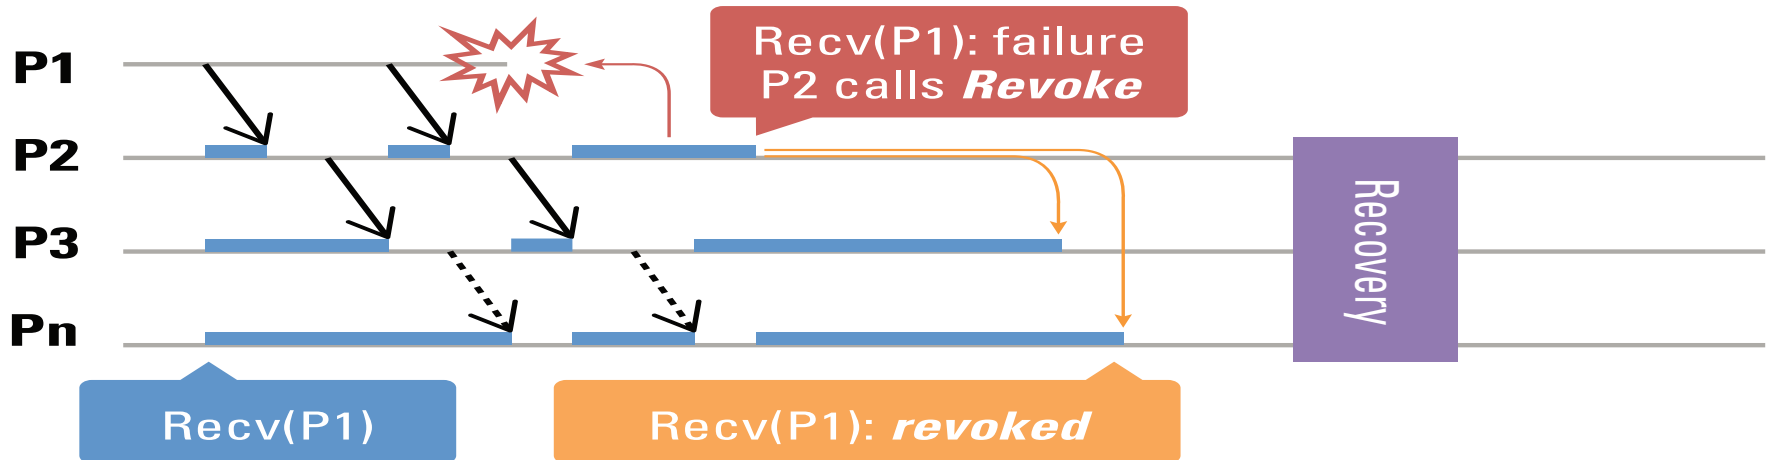 P1
Recv(P1): failure
P2 calls Revoke
P2
P3
Recovery
Pn
Recv(P1)
Recv(P1): revoked